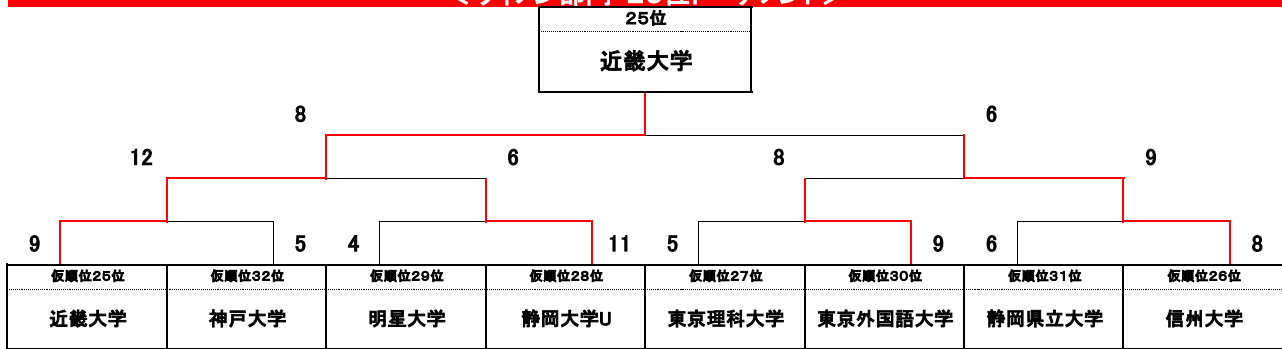 25位
近畿大学
8 6
12 6 8 9
9 5 4 11 5 9 6 8
仮順位25位 仮順位32位 仮順位29位 仮順位28位 仮順位27位 仮順位30位 仮順位31位 仮順位26位
近畿大学 神戸大学 明星大学 静岡大学U 東京理科大学 東京外国語大学 静岡県立大学 信州大学